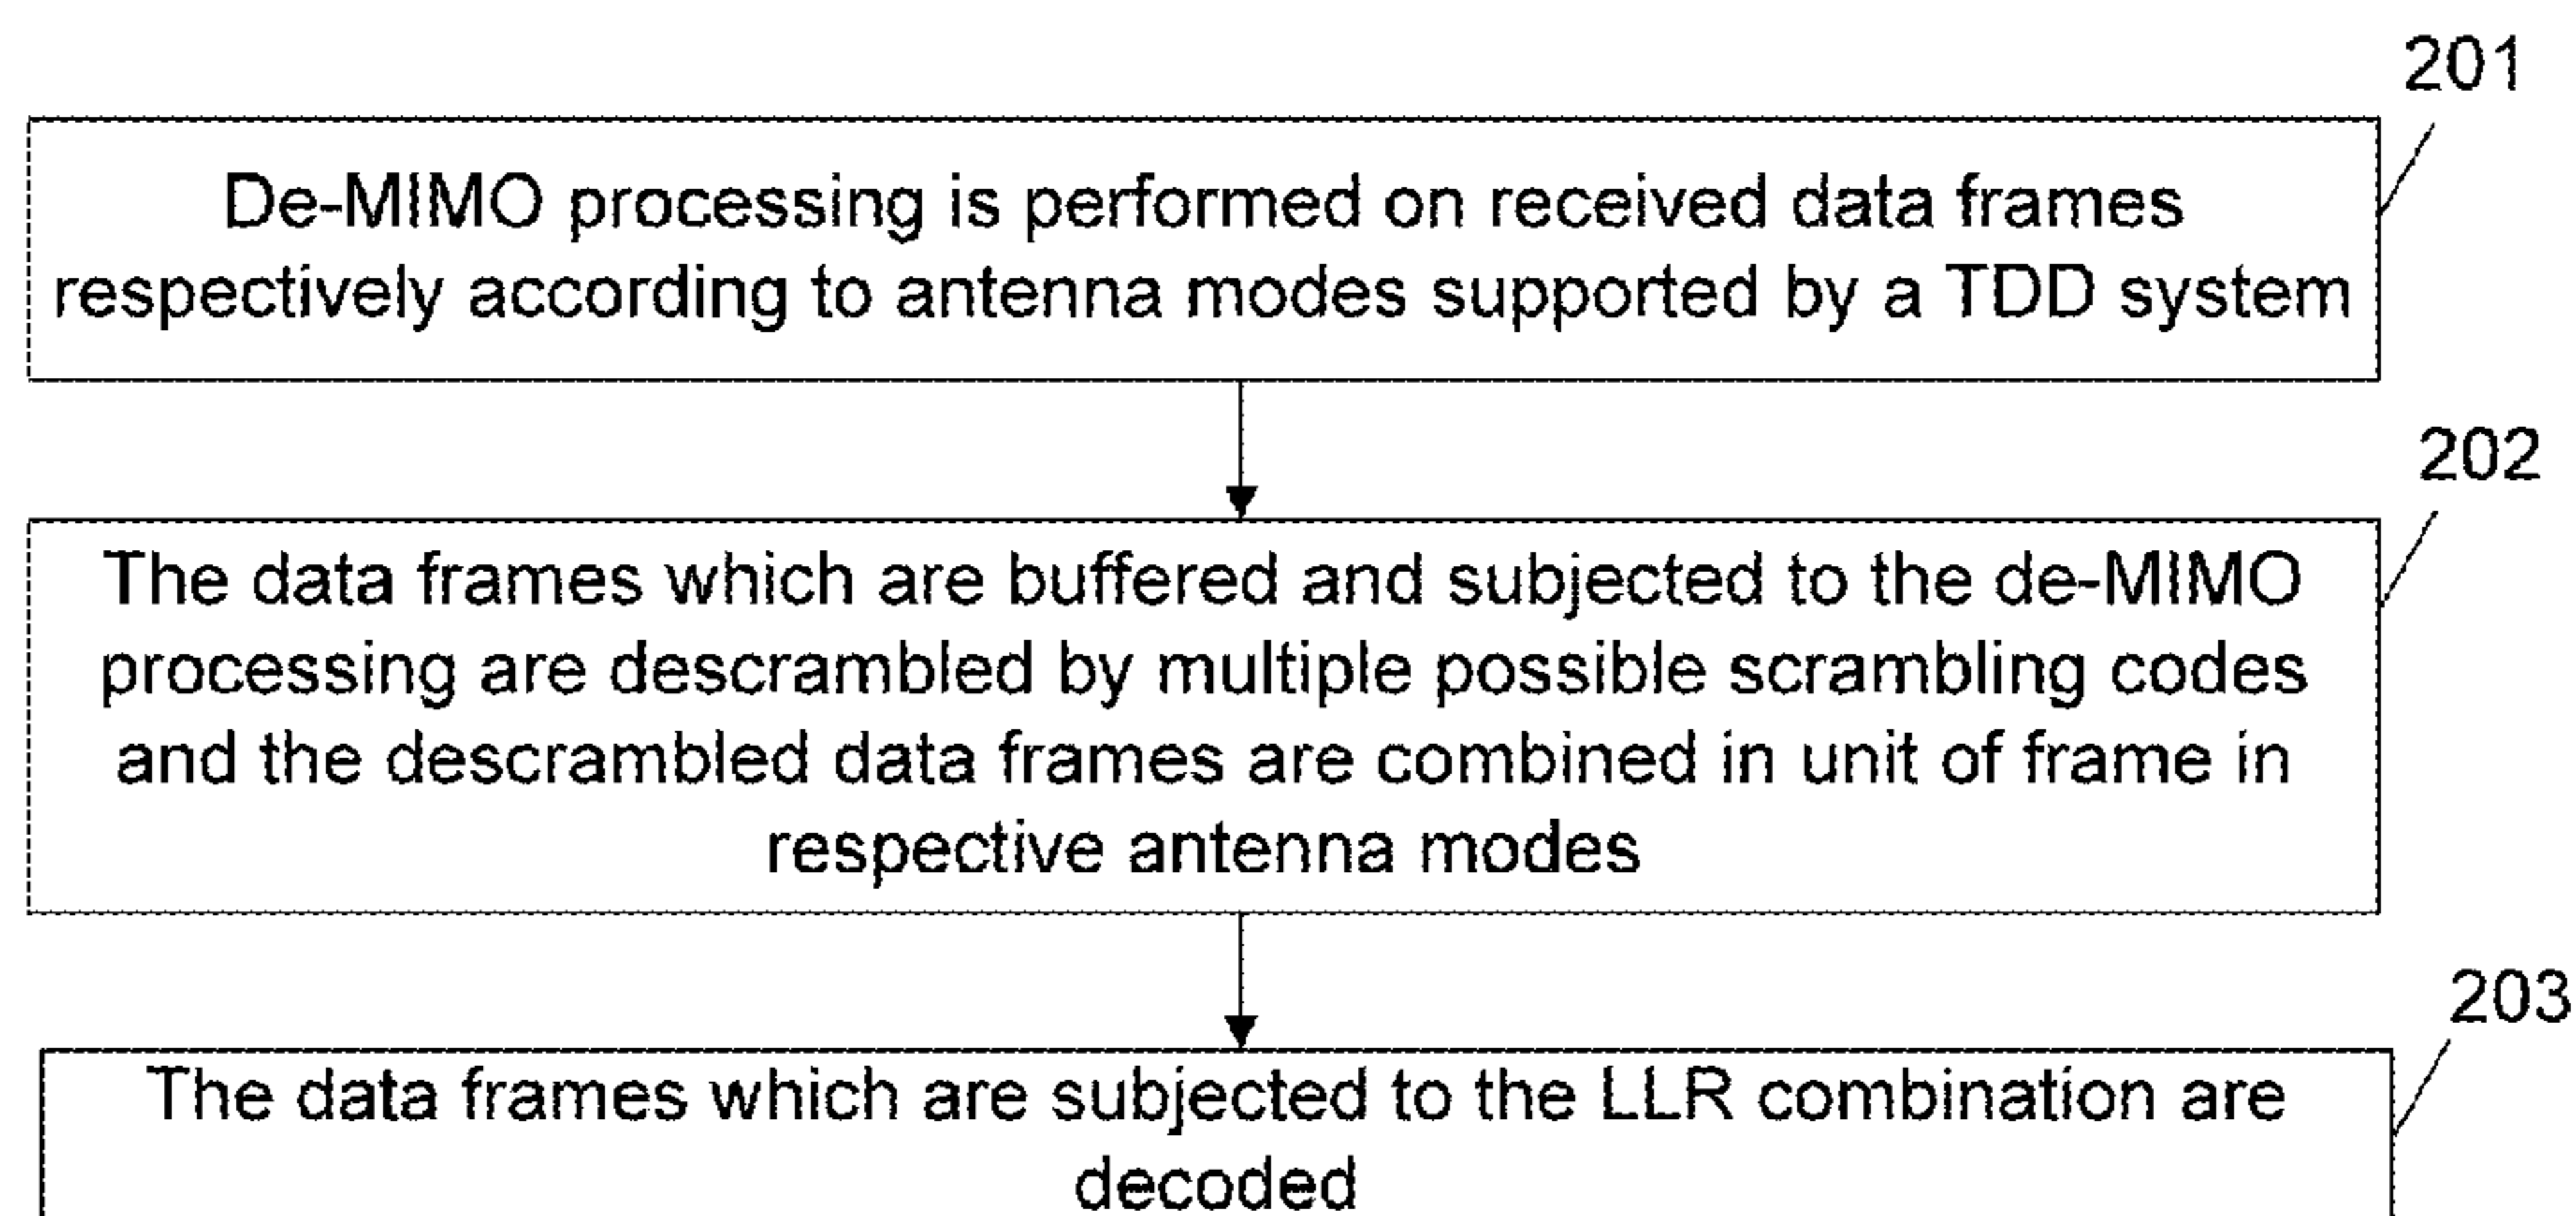 201
De-MIMO processing is performed on received data frames
respectively according to antenna modes supported by a TDD system
202
The data frames which are buffered and subjected to the de-MIMO
processing are descrambled by multiple possible scrambling codes
and the descrambled data frames are combined in unit of frame in
respective antenna modes
203
The data frames which are subjected to the LLR combination are
decoded